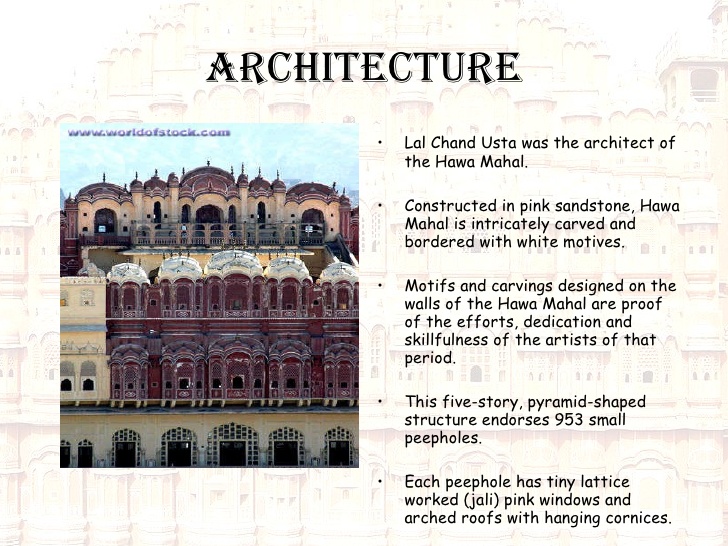 ARCHITECTURE
www.worldofstock.com
• Lal Chand Usta was the architect of
the Hawa Mahal.
• Constructed in pink sandstone, Hawa
Mahal is intricately carved and
bordered with white motives.
• Motifs and carvings designed on the
walls of the Hawa Mahal are proof
of the efforts, dedication and
skillfulness of the artists of that
period.
• This five-story, pyramid-shaped
structure endorses 953 small
peepholes.
• Each peephole has tiny lattice
worked (jali) pink windows and
arched roofs with hanging cornices.